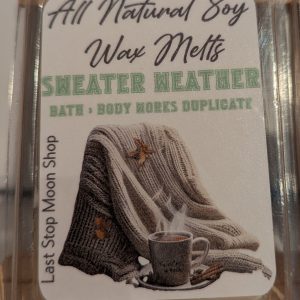 All Natural Soy
Wax Melts
SWEATER WEATHER
BATH & BODY WORKS DUPLICATE
Last Stop Moon Shop